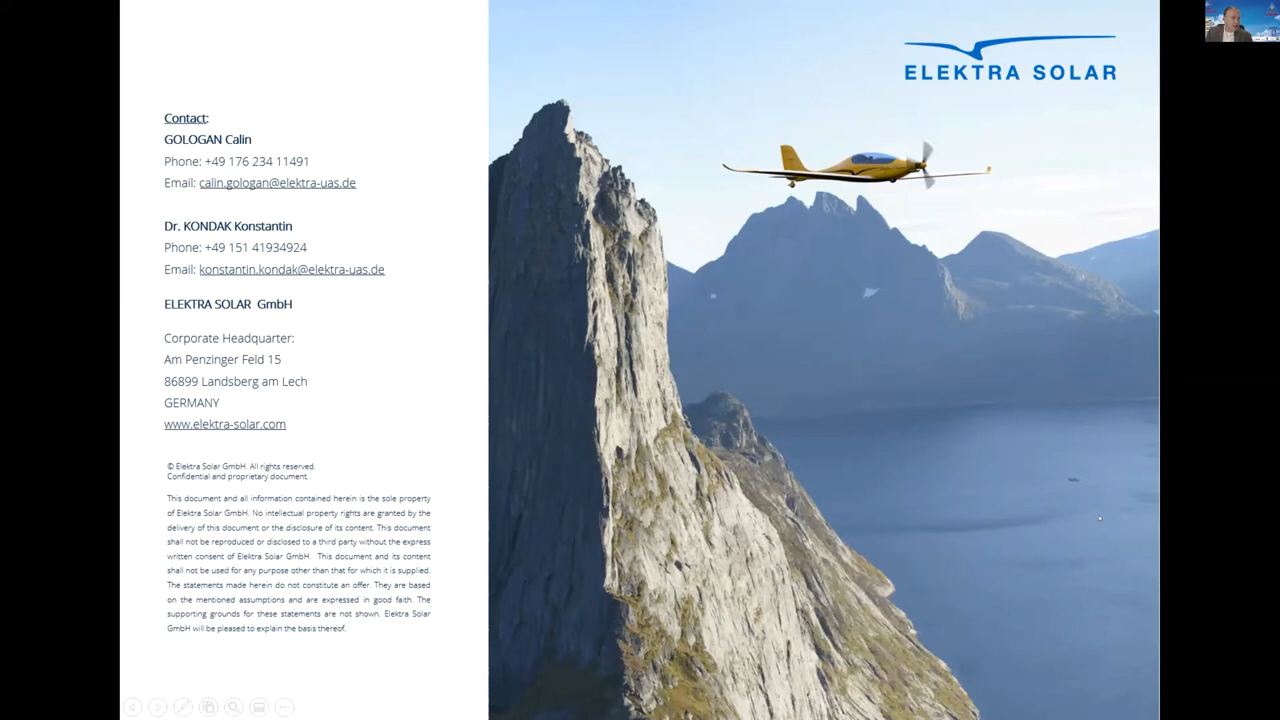 Contact:
GOLOGAN Calin
Phone: +49 176 234 11491
Email: calin.gologan@elektra-uas.de
Dr. KONDAK Konstantin
Phone: +49 151 41934924
Email: konstantin.kondak@elektra-uas.de
ELEKTRA SOLAR GmbH
Corporate Headquarter:
Am Penzinger Feld 15
86899 Landsberg am Lech
GERMANY
www.elektra-solar.com
© Elektra Solar GmbH. All rights reserved.
Confidential and proprietary document.
This document and all information contained herein is the sole property
of Elektra Solar GmbH. No intellectual property rights are granted by the
delivery of this document or the disclosure of its content. This document
shall not be reproduced or disclosed to a third party without the express
written consent of Elektra Solar GmbH. This document and its content
shall not be used for any purpose other than that for which it is supplied.
The statements made herein do not constitute an offer. They are based
on the mentioned assumptions and are expressed in good faith. The
supporting grounds for these statements are not shown. Elektra Solar
GmbH will be pleased to explain the basis thereof.
ELEKTRA SOLAR